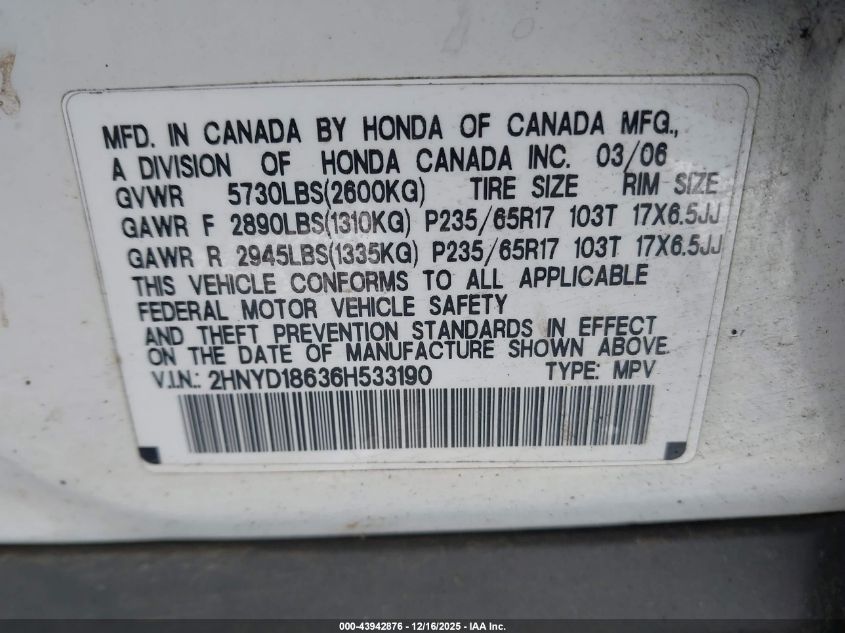 MFD. IN CANADA BY HONDA OF CANADA MFG.,
A DIVISION OF HONDA CANADA INC. 03/06
GVWR 5730LBS(2600KG) TIRE SIZE RIM SIZE
GAWR F 2890LBS(1310KG) P235/65R17 103T 17X6.5JJ
GAWR R 2945LBS(1335KG) P235/65R17 103T 17X6.5JJ
THIS VEHICLE CONFORMS TO ALL APPLICABLE
FEDERAL MOTOR VEHICLE SAFETY
AND THEFT PREVENTION STANDARDS IN EFFECT
ON THE DATE OF MANUFACTURE SHOWN ABOVE.
V.I.N.: 2HNYD18636H533190 TYPE: MPV
000-43942876 - 12/16/2025 - IAA Inc.